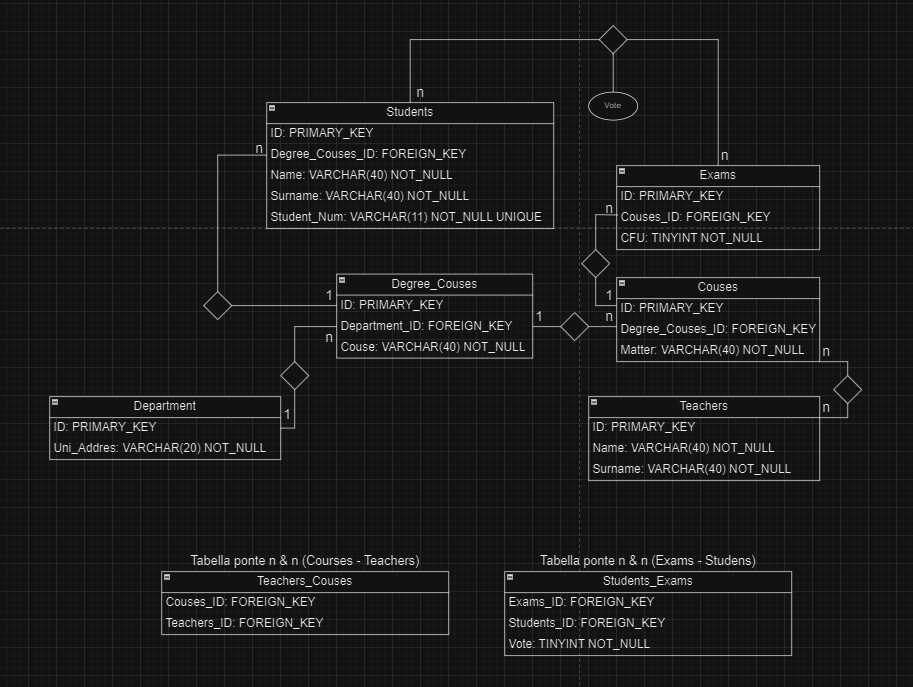 n
Vote
Students
ID: PRIMARY_KEY
Degree_Couses_ID: FOREIGN_KEY
Name: VARCHAR(40) NOT_NULL
Surname: VARCHAR(40) NOT_NULL
Student_Num: VARCHAR(11) NOT_NULL UNIQUE
n
n
Exams
ID: PRIMARY_KEY
Couses_ID: FOREIGN_KEY
CFU: TINYINT NOT_NULL
n
Degree_Couses
ID: PRIMARY_KEY
Department_ID: FOREIGN_KEY
Couse: VARCHAR(40) NOT_NULL
1
n
1
1
n
Couses
ID: PRIMARY_KEY
Degree_Couses_ID: FOREIGN_KEY
Matter: VARCHAR(40) NOT_NULL
n
Department
ID: PRIMARY_KEY
Uni_Addres: VARCHAR(20) NOT_NULL
1
Teachers
ID: PRIMARY_KEY
Name: VARCHAR(40) NOT_NULL
Surname: VARCHAR(40) NOT_NULL
n
Tabella ponte n & n (Courses - Teachers)
Teachers_Couses
Couses_ID: FOREIGN_KEY
Teachers_ID: FOREIGN_KEY
Tabella ponte n & n (Exams - Studens)
Students_Exams
Exams_ID: FOREIGN_KEY
Students_ID: FOREIGN_KEY
Vote: TINYINT NOT_NULL